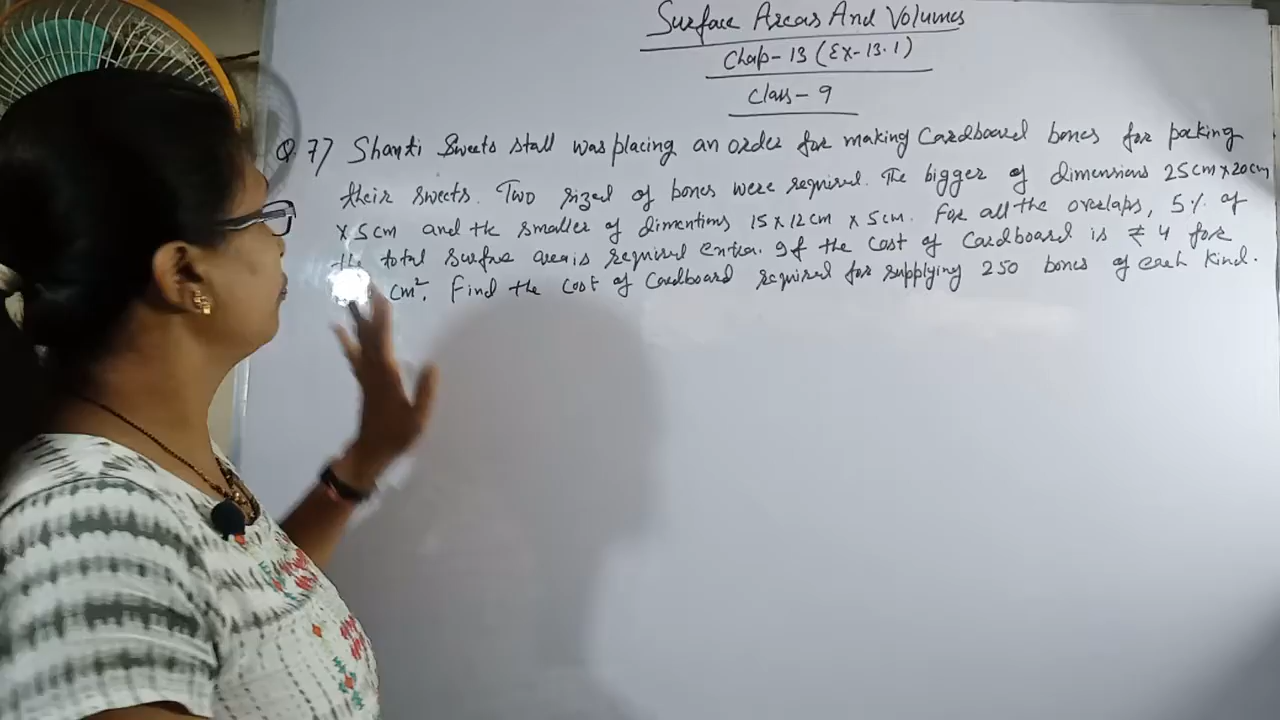 Surface Areas And Volumes
Chap-13 (Ex-13.1)
Class-9
Q.7) Shanti Sweets stall was placing an order for making Cardboard boxes for packing
their sweets. Two sized of boxes were required. The bigger of dimensions 25cm x 20cm
x 5cm and the smaller of dimentions 15 x 12cm x 5cm. For all the overlaps, 5% of
the total surface area is required extra. If the Cost of Cardboard is ₹ 4 for
cm². Find the Cost of Cardboard required for supplying 250 boxes of each kind.